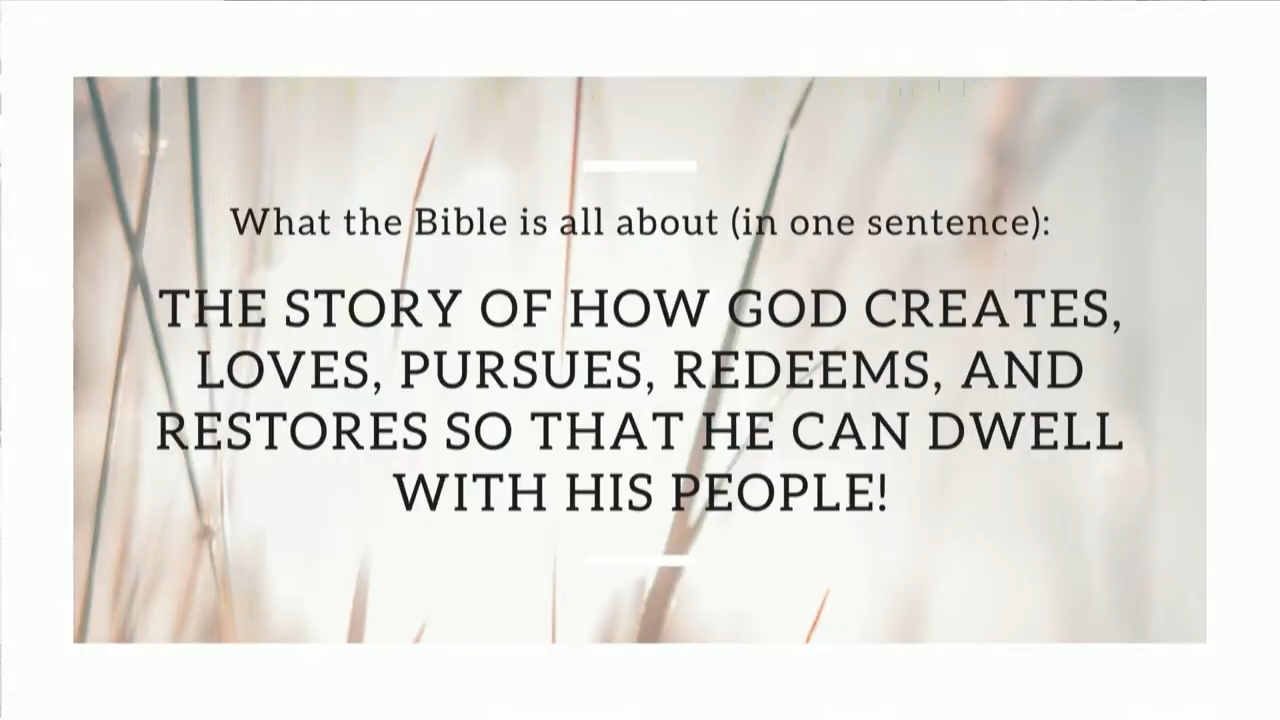 What the Bible is all about (in one sentence):
THE STORY OF HOW GOD CREATES,
LOVES, PURSUES, REDEEMS, AND
RESTORES SO THAT HE CAN DWELL
WITH HIS PEOPLE!